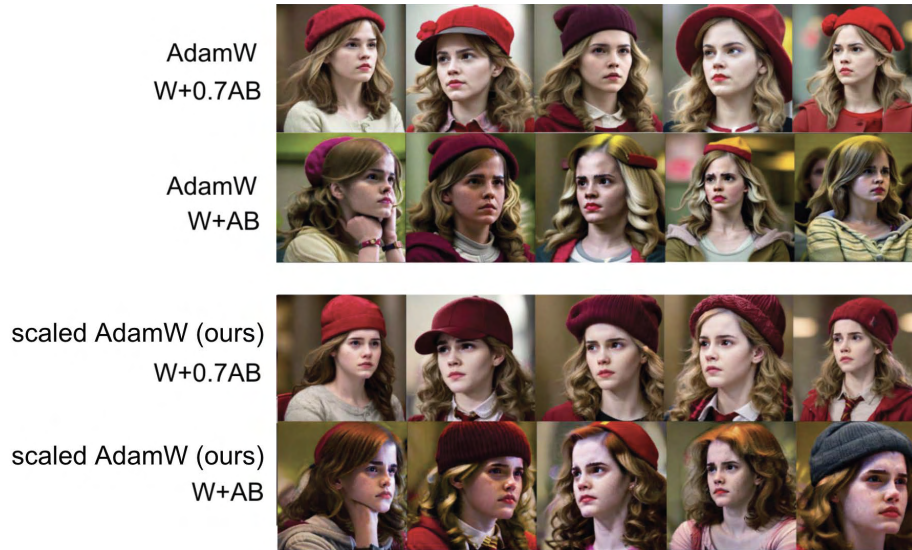 AdamW
W+0.7AB
AdamW
W+AB
scaled AdamW (ours)
W+0.7AB
scaled AdamW (ours)
W+AB